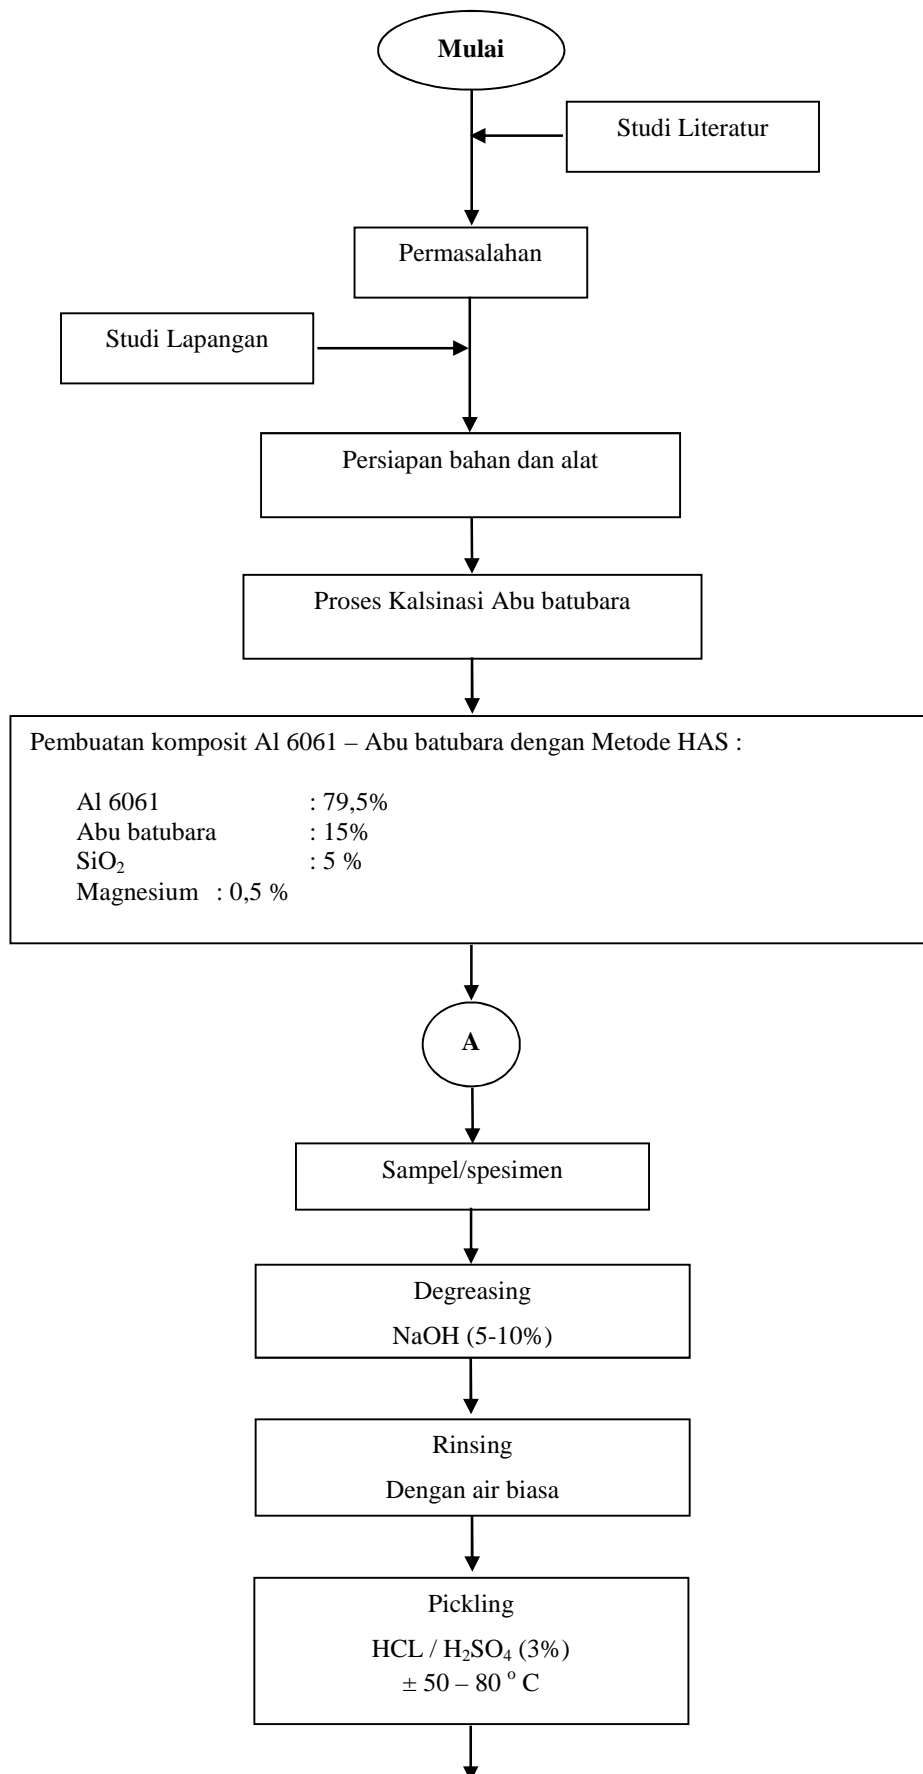 Mulai
Studi Literatur
Permasalahan
Studi Lapangan
Persiapan bahan dan alat
Proses Kalsinasi Abu batubara
Pembuatan komposit Al 6061 – Abu batubara dengan Metode HAS :
Al 6061 : 79,5%
Abu batubara : 15%
SiO₂ : 5 %
Magnesium : 0,5 %
A
Sampel/spesimen
Degreasing
NaOH (5-10%)
Rinsing
Dengan air biasa
Pickling
HCL / H₂SO₄ (3%)
± 50 – 80 ° C